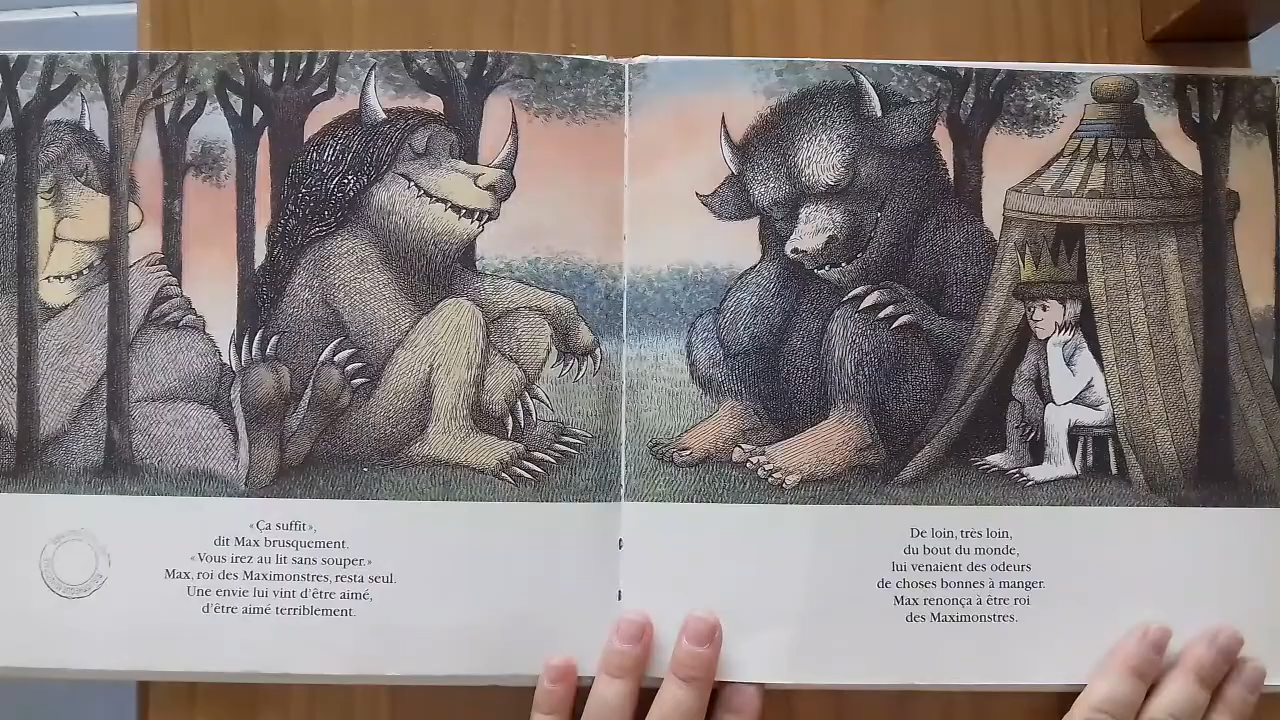 «Ça suffit»,
dit Max brusquement.
«Vous irez au lit sans souper.»
Max, roi des Maximonstres, resta seul.
Une envie lui vint d'être aimé,
d'être aimé terriblement.
De loin, très loin,
du bout du monde,
lui venaient des odeurs
de choses bonnes à manger.
Max renonça à être roi
des Maximonstres.